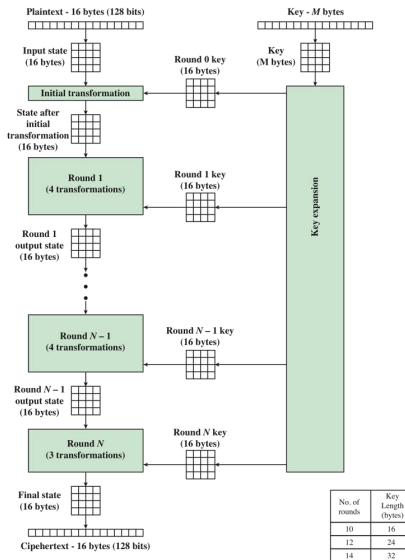 Plaintext - 16 bytes (128 bits)
Key - M bytes
Input state
(16 bytes)
Round 0 key
(16 bytes)
Key
(M bytes)
Initial transformation
State after
initial
transformation
(16 bytes)
Round 1
(4 transformations)
Round 1 key
(16 bytes)
Key expansion
Round 1
output state
(16 bytes)
Round N – 1
(4 transformations)
Round N – 1 key
(16 bytes)
Round N – 1
output state
(16 bytes)
Round N
(3 transformations)
Round N key
(16 bytes)
Final state
(16 bytes)
No. of
rounds
Key
Length
(bytes)
10 16
12 24
14 32
Cipehertext - 16 bytes (128 bits)